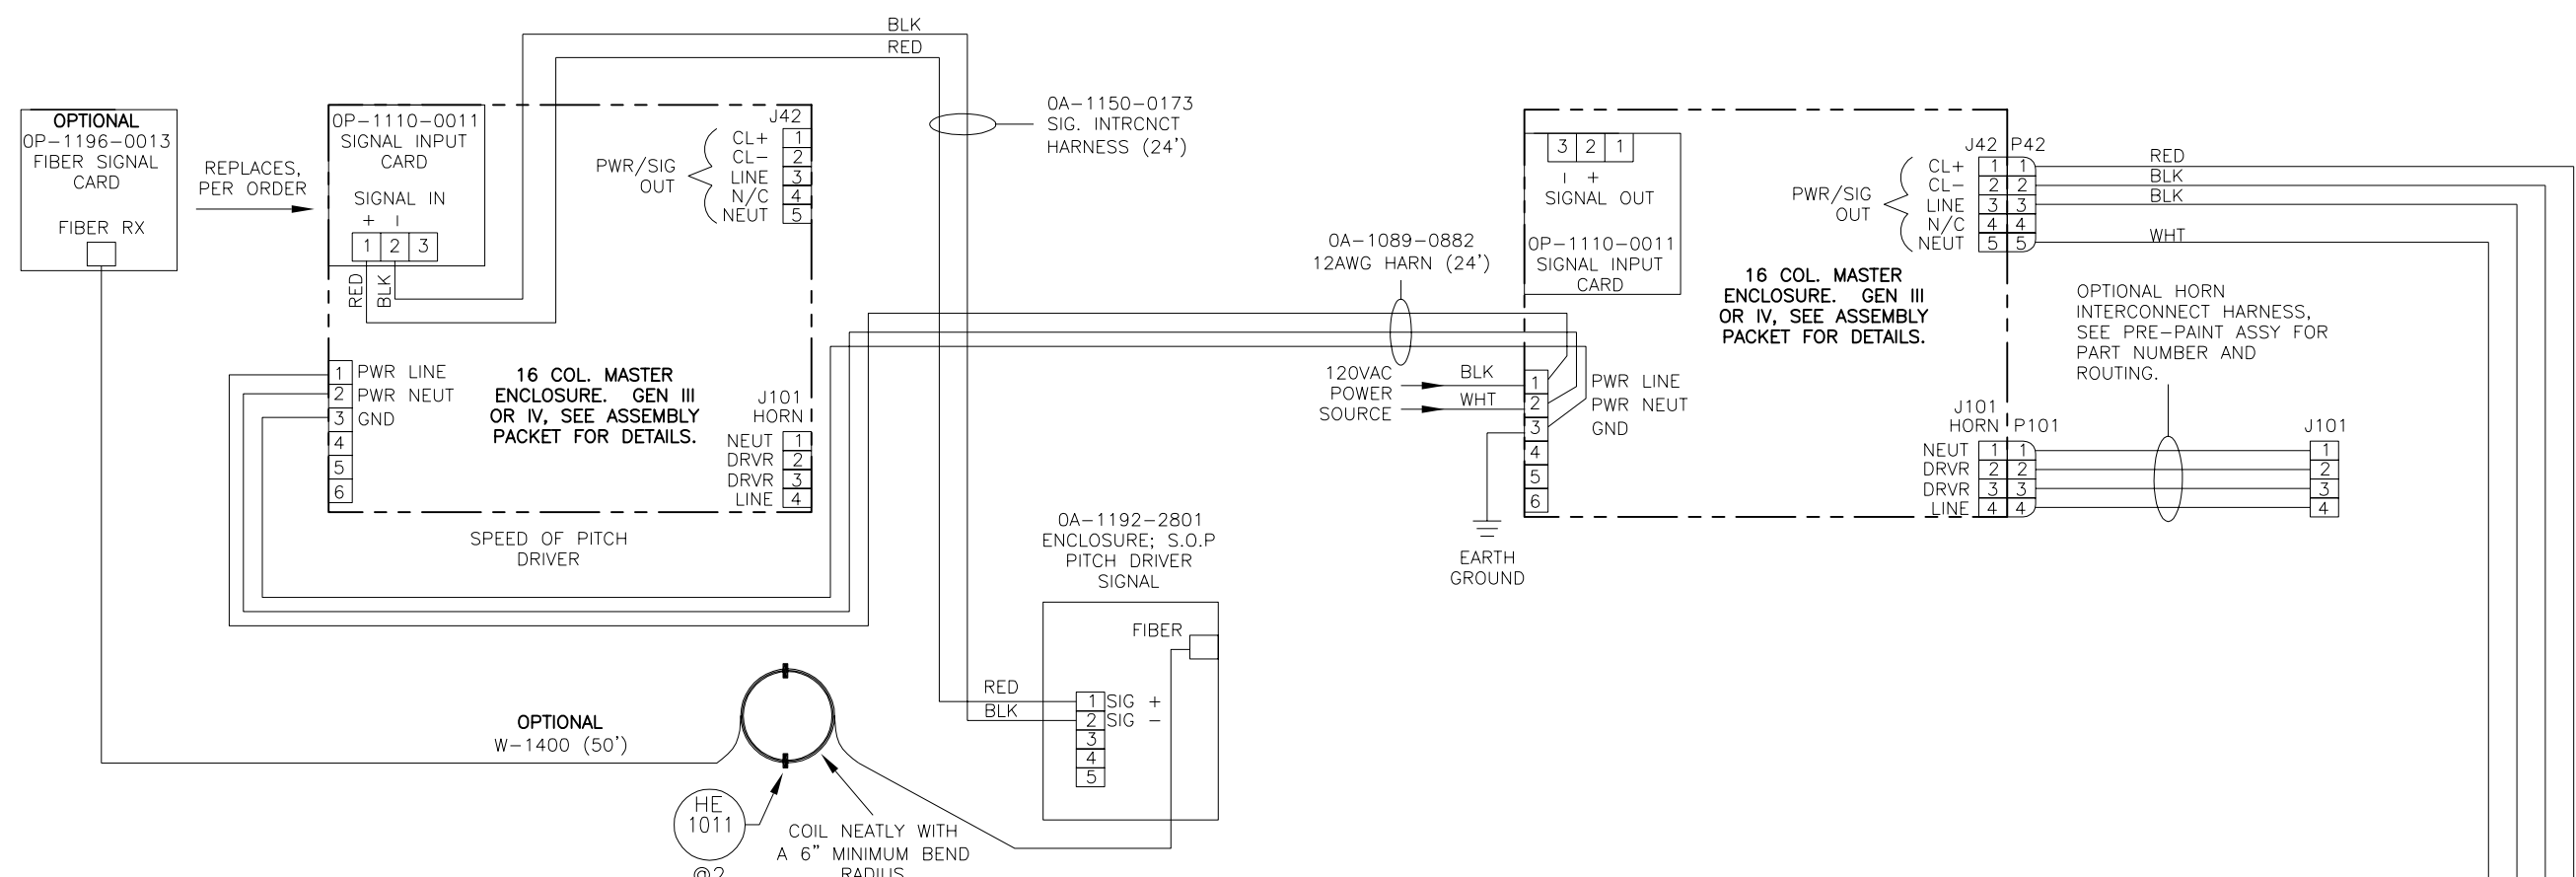 BLK
RED
OPTIONAL
0P-1196-0013
FIBER SIGNAL
CARD
FIBER RX
REPLACES,
PER ORDER
0P-1110-0011
SIGNAL INPUT
CARD
SIGNAL IN
+ -
1 2 3
RED
BLK
J42
PWR/SIG
OUT
CL+ 1
CL- 2
LINE 3
N/C 4
NEUT 5
1 PWR LINE
2 PWR NEUT
3 GND
4
5
6
16 COL. MASTER
ENCLOSURE. GEN III
OR IV, SEE ASSEMBLY
PACKET FOR DETAILS.
J101
HORN
NEUT 1
DRVR 2
DRVR 3
LINE 4
SPEED OF PITCH
DRIVER
0A-1150-0173
SIG. INTRCNCT
HARNESS (24')
0A-1089-0882
12AWG HARN (24')
120VAC
POWER
SOURCE
BLK
WHT
3 2 1
- +
SIGNAL OUT
0P-1110-0011
SIGNAL INPUT
CARD
1 PWR LINE
2 PWR NEUT
3 GND
4
5
6
EARTH
GROUND
16 COL. MASTER
ENCLOSURE. GEN III
OR IV, SEE ASSEMBLY
PACKET FOR DETAILS.
J42 P42
PWR/SIG
OUT
CL+ 1 1
CL- 2 2
LINE 3 3
N/C 4 4
NEUT 5 5
RED
BLK
BLK
WHT
OPTIONAL HORN
INTERCONNECT HARNESS,
SEE PRE-PAINT ASSY FOR
PART NUMBER AND
ROUTING.
J101
HORN P101
NEUT 1 1
DRVR 2 2
DRVR 3 3
LINE 4 4
J101
1
2
3
4
0A-1192-2801
ENCLOSURE; S.O.P
PITCH DRIVER
SIGNAL
FIBER
RED
BLK
1 SIG +
2 SIG -
3
4
5
OPTIONAL
W-1400 (50')
HE
1011
@2
COIL NEATLY WITH
A 6" MINIMUM BEND
RADIUS